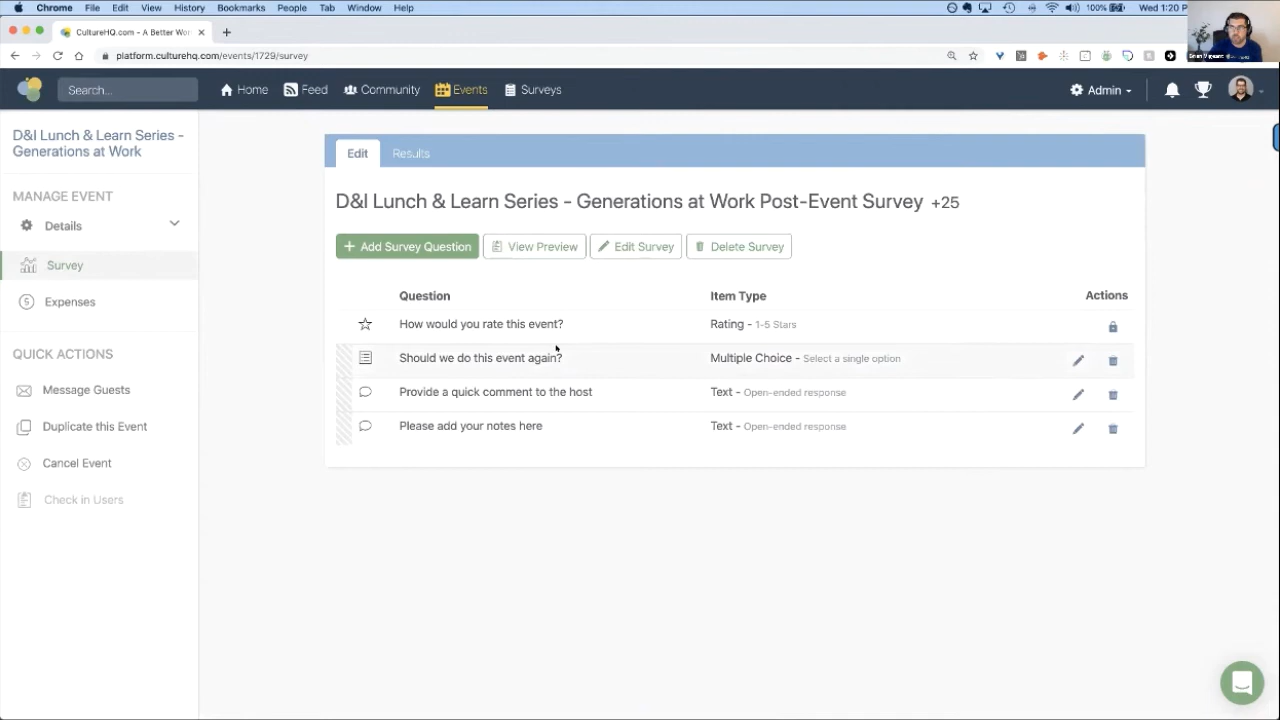 Chrome File Edit View History Bookmarks People Tab Window Help 100% Wed 1:20 P
CultureHQ.com - A Better Wor
platform.culturehq.com/events/1729/survey
Search... Home Feed Community Events Surveys Admin
D&I Lunch & Learn Series -
Generations at Work
MANAGE EVENT
Details
Survey
Expenses
QUICK ACTIONS
Message Guests
Duplicate this Event
Cancel Event
Check in Users
Edit Results
D&I Lunch & Learn Series - Generations at Work Post-Event Survey +25
+ Add Survey Question View Preview Edit Survey Delete Survey
Question Item Type Actions
How would you rate this event? Rating - 1-5 Stars
Should we do this event again? Multiple Choice - Select a single option
Provide a quick comment to the host Text - Open-ended response
Please add your notes here Text - Open-ended response